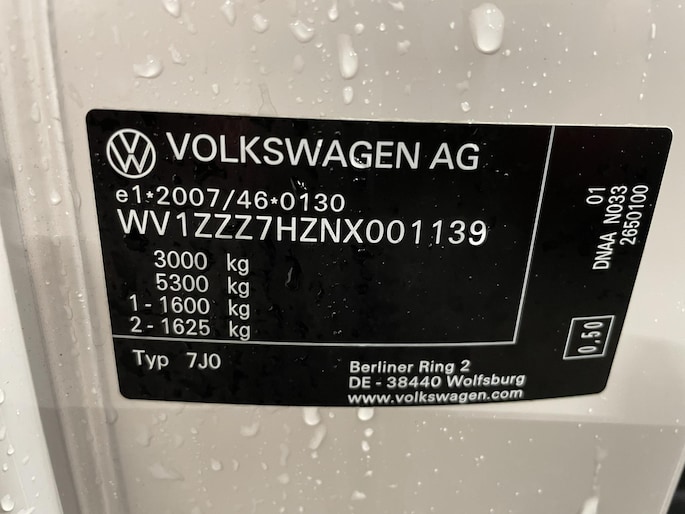 VOLKSWAGEN AG
e1*2007/46*0130
WV1ZZZ7HZNX001139
3000 kg
5300 kg
1 - 1600 kg
2 - 1625 kg
Typ 7J0
Berliner Ring 2
DE - 38440 Wolfsburg
www.volkswagen.com
01
DNAA N033
2650100
0,50